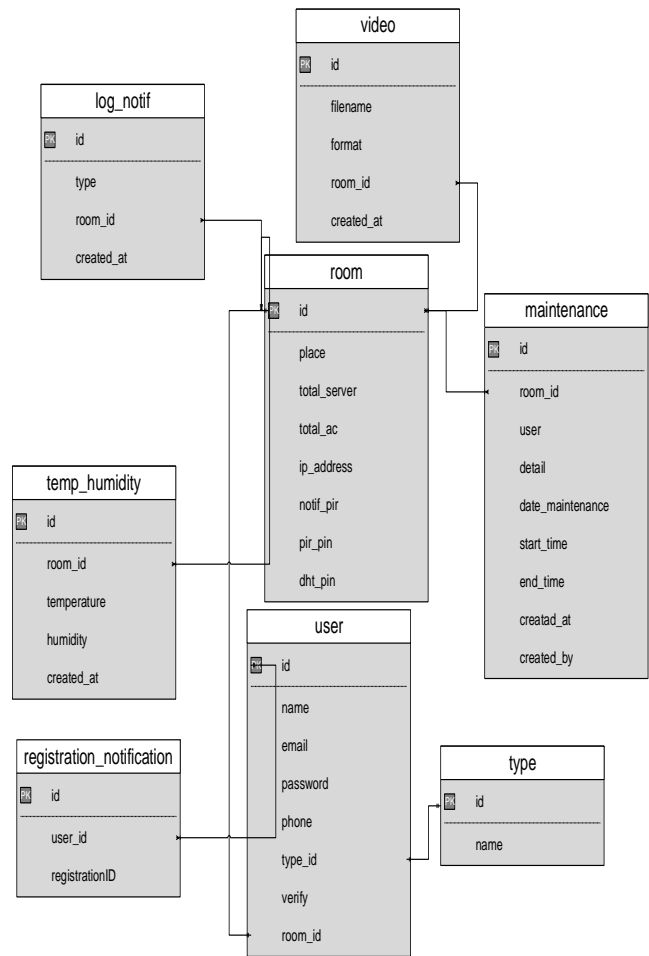 video
PK id
filename
format
room_id
created_at
log_notif
PK id
type
room_id
created_at
room
PK id
place
total_server
total_ac
ip_address
notif_pir
pir_pin
dht_pin
maintenance
PK id
room_id
user
detail
date_maintenance
start_time
end_time
creatad_at
created_by
temp_humidity
PK id
room_id
temperature
humidity
created_at
user
PK id
name
email
password
phone
type_id
verify
room_id
registration_notification
PK id
user_id
registrationID
type
PK id
name